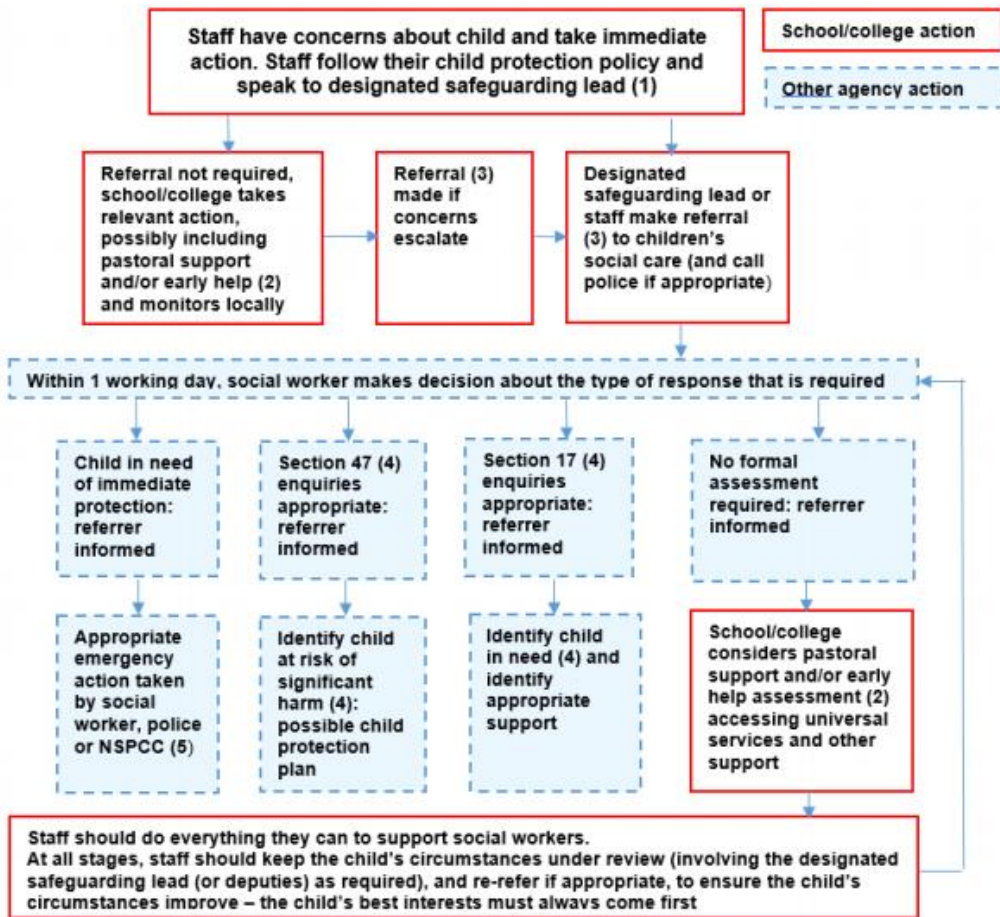 Staff have concerns about child and take immediate
action. Staff follow their child protection policy and
speak to designated safeguarding lead (1)
School/college action
Other agency action
Referral not required,
school/college takes
relevant action,
possibly including
pastoral support
and/or early help (2)
and monitors locally
Referral (3)
made if
concerns
escalate
Designated
safeguarding lead or
staff make referral
(3) to children’s
social care (and call
police if appropriate)
Within 1 working day, social worker makes decision about the type of response that is required
Child in need
of immediate
protection:
referrer
informed
Section 47 (4)
enquiries
appropriate:
referrer
informed
Section 17 (4)
enquiries
appropriate:
referrer
informed
No formal
assessment
required: referrer
informed
Appropriate
emergency
action taken
by social
worker, police
or NSPCC (5)
Identify child
at risk of
significant
harm (4):
possible child
protection
plan
Identify child
in need (4) and
identify
appropriate
support
School/college
considers pastoral
support and/or early
help assessment (2)
accessing universal
services and other
support
Staff should do everything they can to support social workers.
At all stages, staff should keep the child’s circumstances under review (involving the designated
safeguarding lead (or deputies) as required), and re-refer if appropriate, to ensure the child’s
circumstances improve – the child’s best interests must always come first